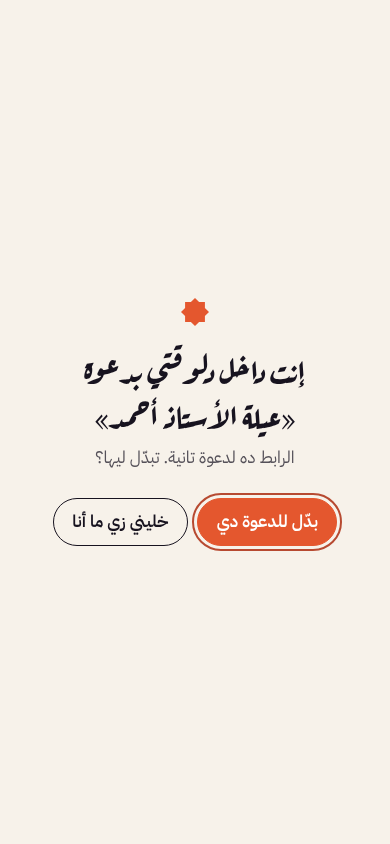 إنت داخل دلوقتي بدعوة
«عيلة الأستاذ أحمد»
الرابط ده لدعوة تانية. تبدّل ليها؟
بدّل للدعوة دي
خليني زي ما أنا